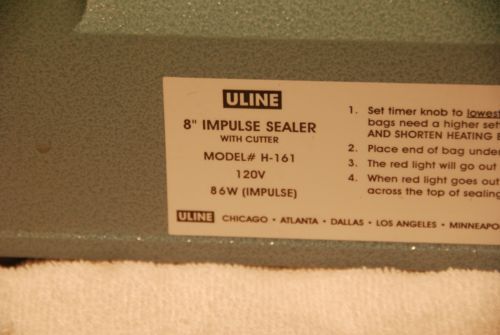 ULINE
8" IMPULSE SEALER
WITH CUTTER
MODEL# H-161
120V
86W (IMPULSE)
1. Set timer knob to lowest
bags need a higher set
AND SHORTEN HEATING
2. Place end of bag under
3. The red light will go out
4. When red light goes out
across the top of sealing
ULINE CHICAGO • ATLANTA • DALLAS • LOS ANGELES •